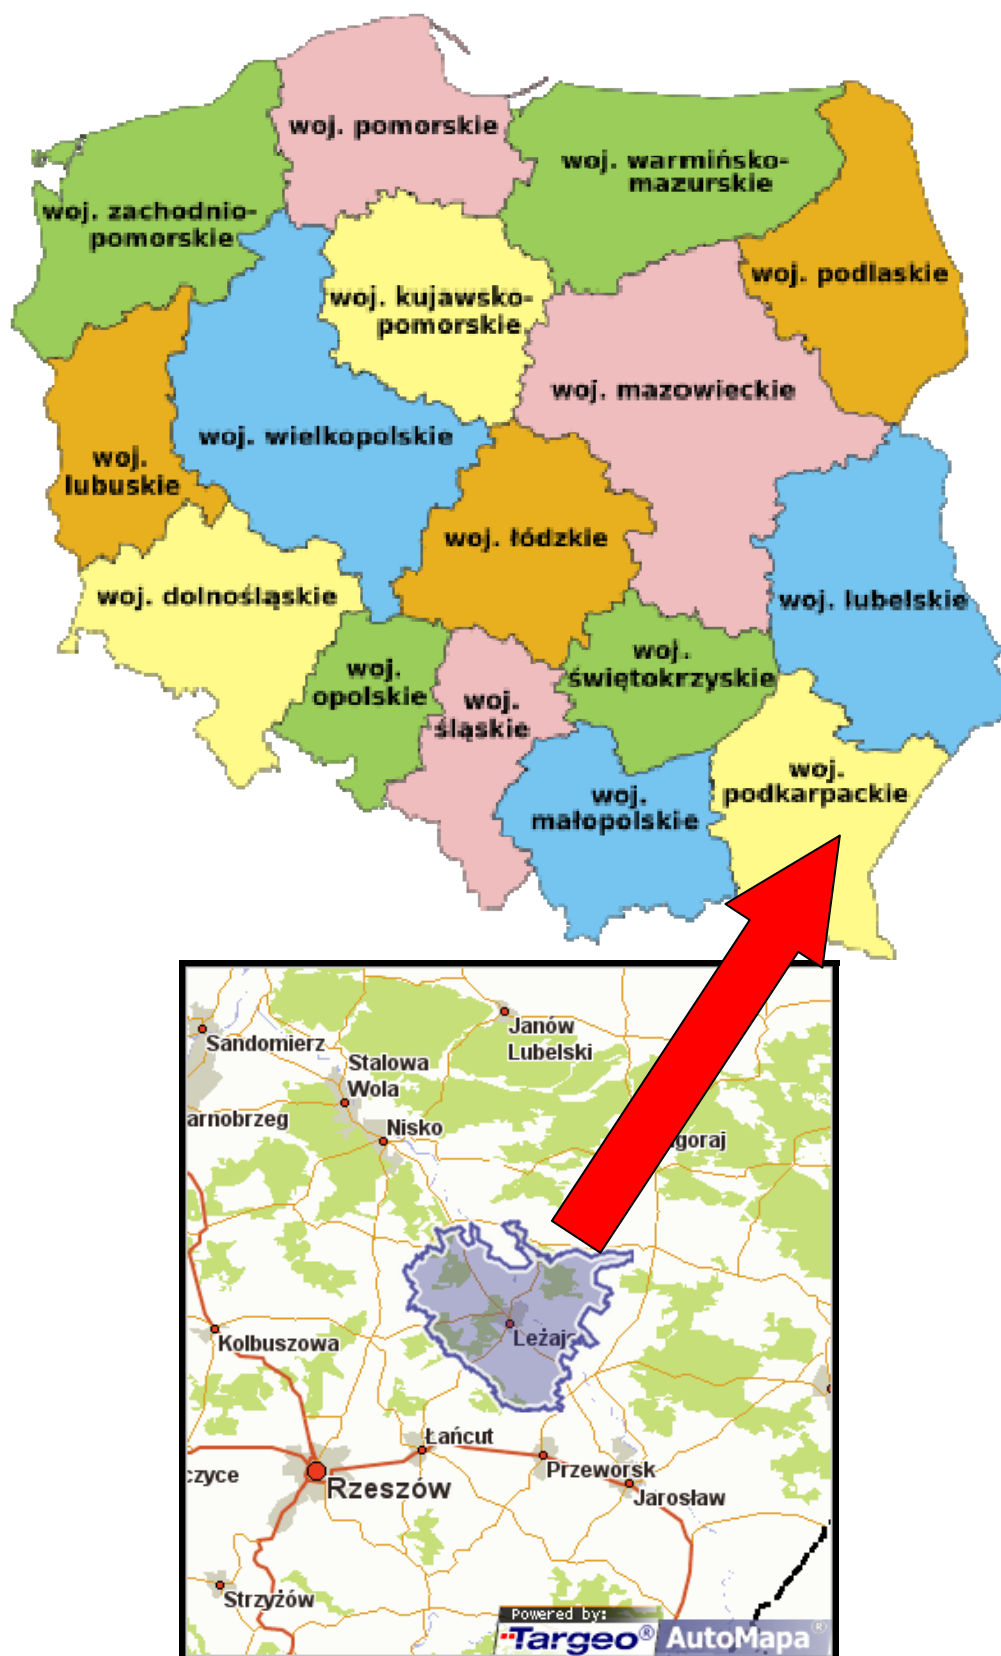 woj. pomorskie
woj. warmińsko-
mazurskie
woj. zachodnio-
pomorskie
woj. podlaskie
woj. kujawsko-
pomorskie
woj. mazowieckie
woj. wielkopolskie
woj.
lubuskie
woj. łódzkie
woj. dolnośląskie
woj. lubelskie
woj.
świętokrzyskie
woj.
opolskie
woj.
śląskie
woj.
podkarpackie
woj.
małopolskie
Sandomierz
Janów
Lubelski
Stalowa
Wola
arnobrzeg
Nisko
goraj
Leżajs
Kolbuszowa
Łańcut
Przeworsk
czyce
Rzeszów
Jarosław
Strzyżów
Powered by:
Targeo® AutoMapa®